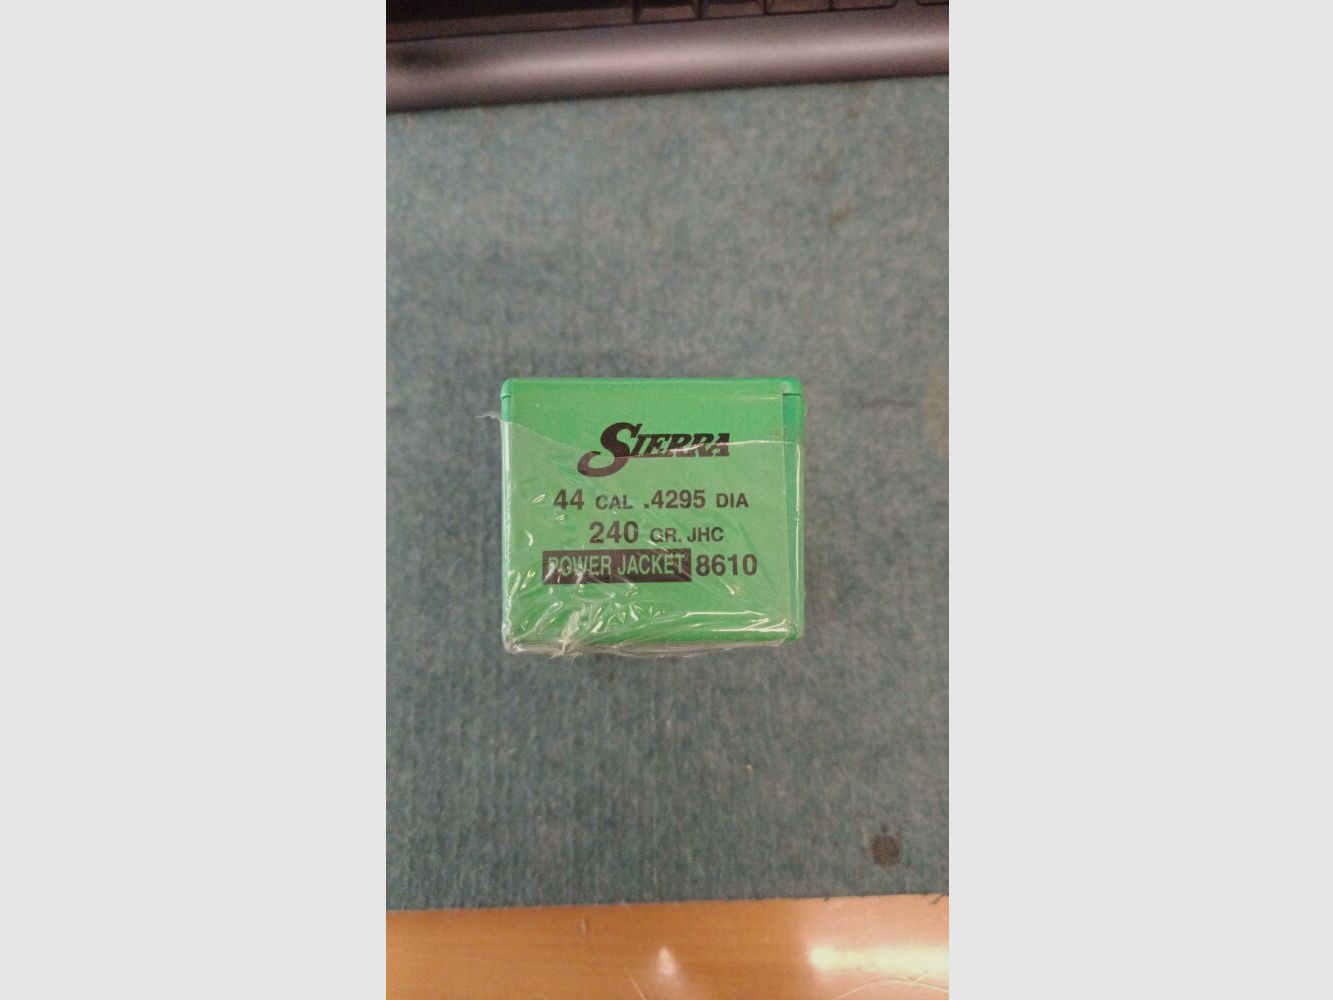 SIERRA
44 CAL .4295 DIA
240 GR. JHC
POWER JACKET 8610